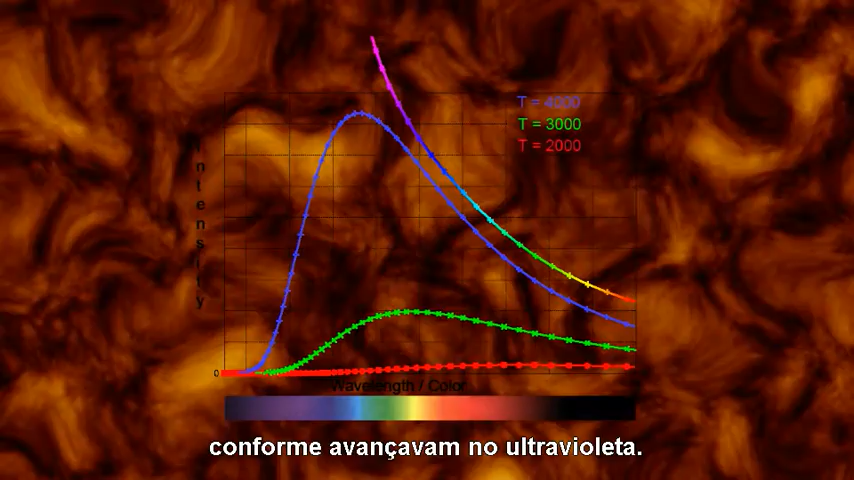 T = 4000
T = 3000
T = 2000
Intensity
0
Wavelength / Color
conforme avançavam no ultravioleta.